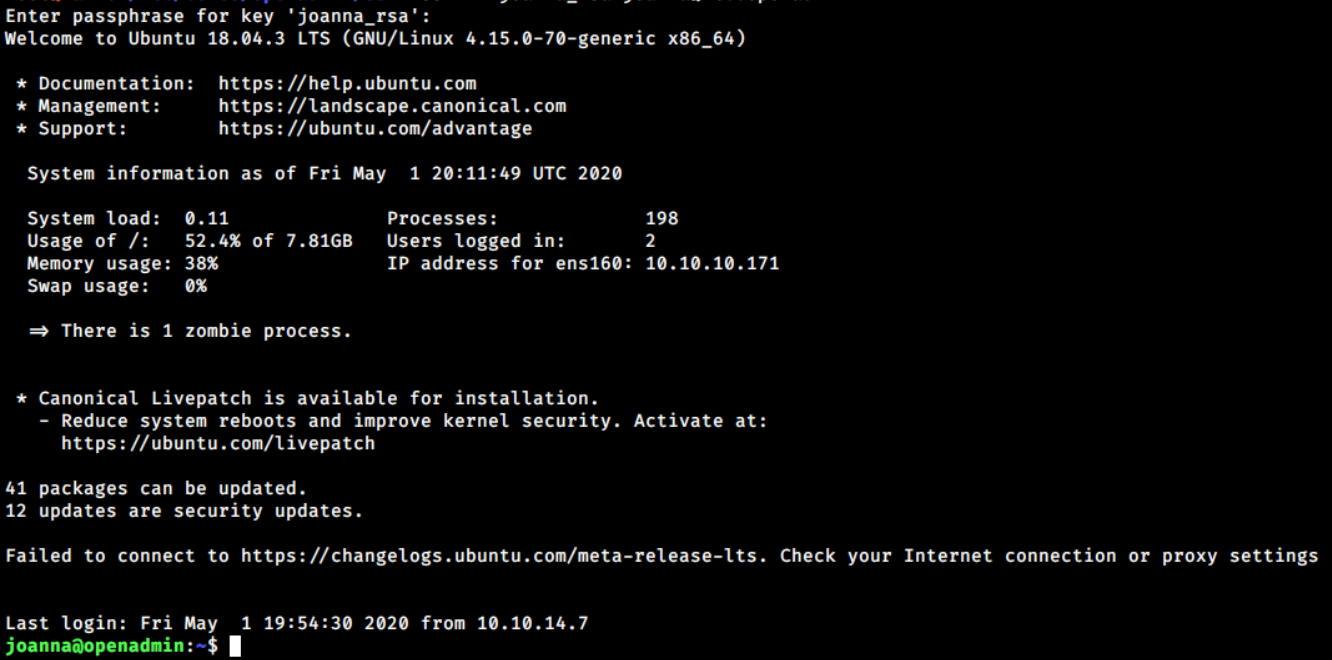 Enter passphrase for key 'joanna_rsa':
Welcome to Ubuntu 18.04.3 LTS (GNU/Linux 4.15.0-70-generic x86_64)
* Documentation:  https://help.ubuntu.com
* Management:     https://landscape.canonical.com
* Support:        https://ubuntu.com/advantage
System information as of Fri May  1 20:11:49 UTC 2020
System load:  0.11              Processes:             198
Usage of /:   52.4% of 7.81GB   Users logged in:       2
Memory usage: 38%               IP address for ens160: 10.10.10.171
Swap usage:   0%
=> There is 1 zombie process.
* Canonical Livepatch is available for installation.
- Reduce system reboots and improve kernel security. Activate at:
https://ubuntu.com/livepatch
41 packages can be updated.
12 updates are security updates.
Failed to connect to https://changelogs.ubuntu.com/meta-release-lts. Check your Internet connection or proxy settings
Last login: Fri May  1 19:54:30 2020 from 10.10.14.7
joanna@openadmin:~$